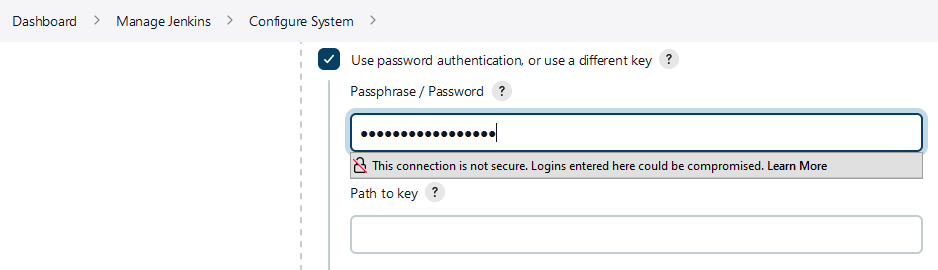 Dashboard > Manage Jenkins > Configure System >
Use password authentication, or use a different key ?
Passphrase / Password ?
•••••••••••••••••
This connection is not secure. Logins entered here could be compromised. Learn More
Path to key ?